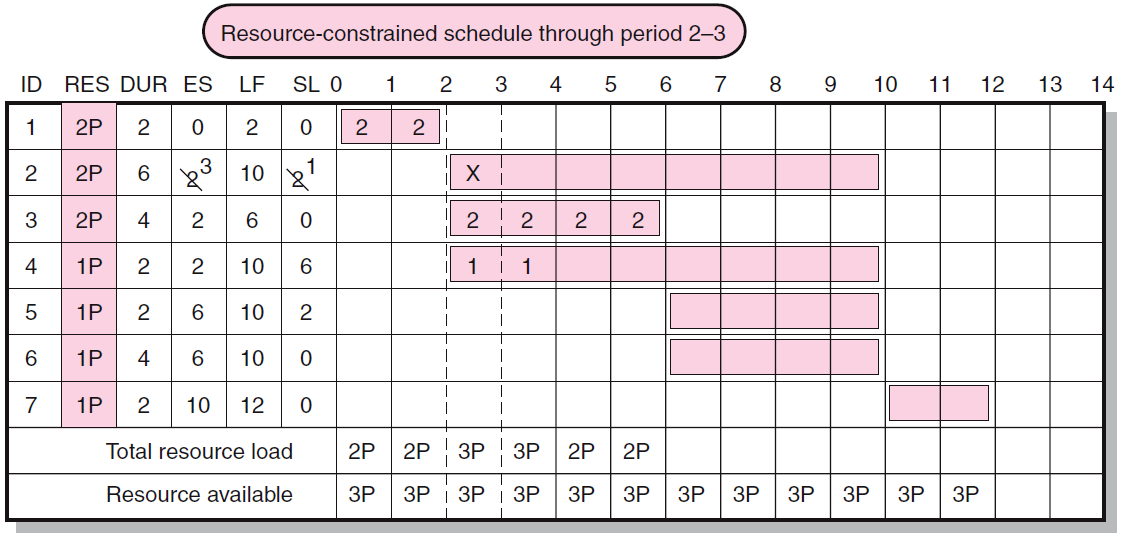 Resource-constrained schedule through period 2–3
ID RES DUR ES LF SL 0 1 2 3 4 5 6 7 8 9 10 11 12 13 14
1 2P 2 0 2 0 2 2
2 2P 6 2 3 10 2 1 X
3 2P 4 2 6 0 2 2 2 2
4 1P 2 2 10 6 1 1
5 1P 2 6 10 2
6 1P 4 6 10 0
7 1P 2 10 12 0
Total resource load 2P 2P 3P 3P 2P 2P
Resource available 3P 3P 3P 3P 3P 3P 3P 3P 3P 3P 3P 3P